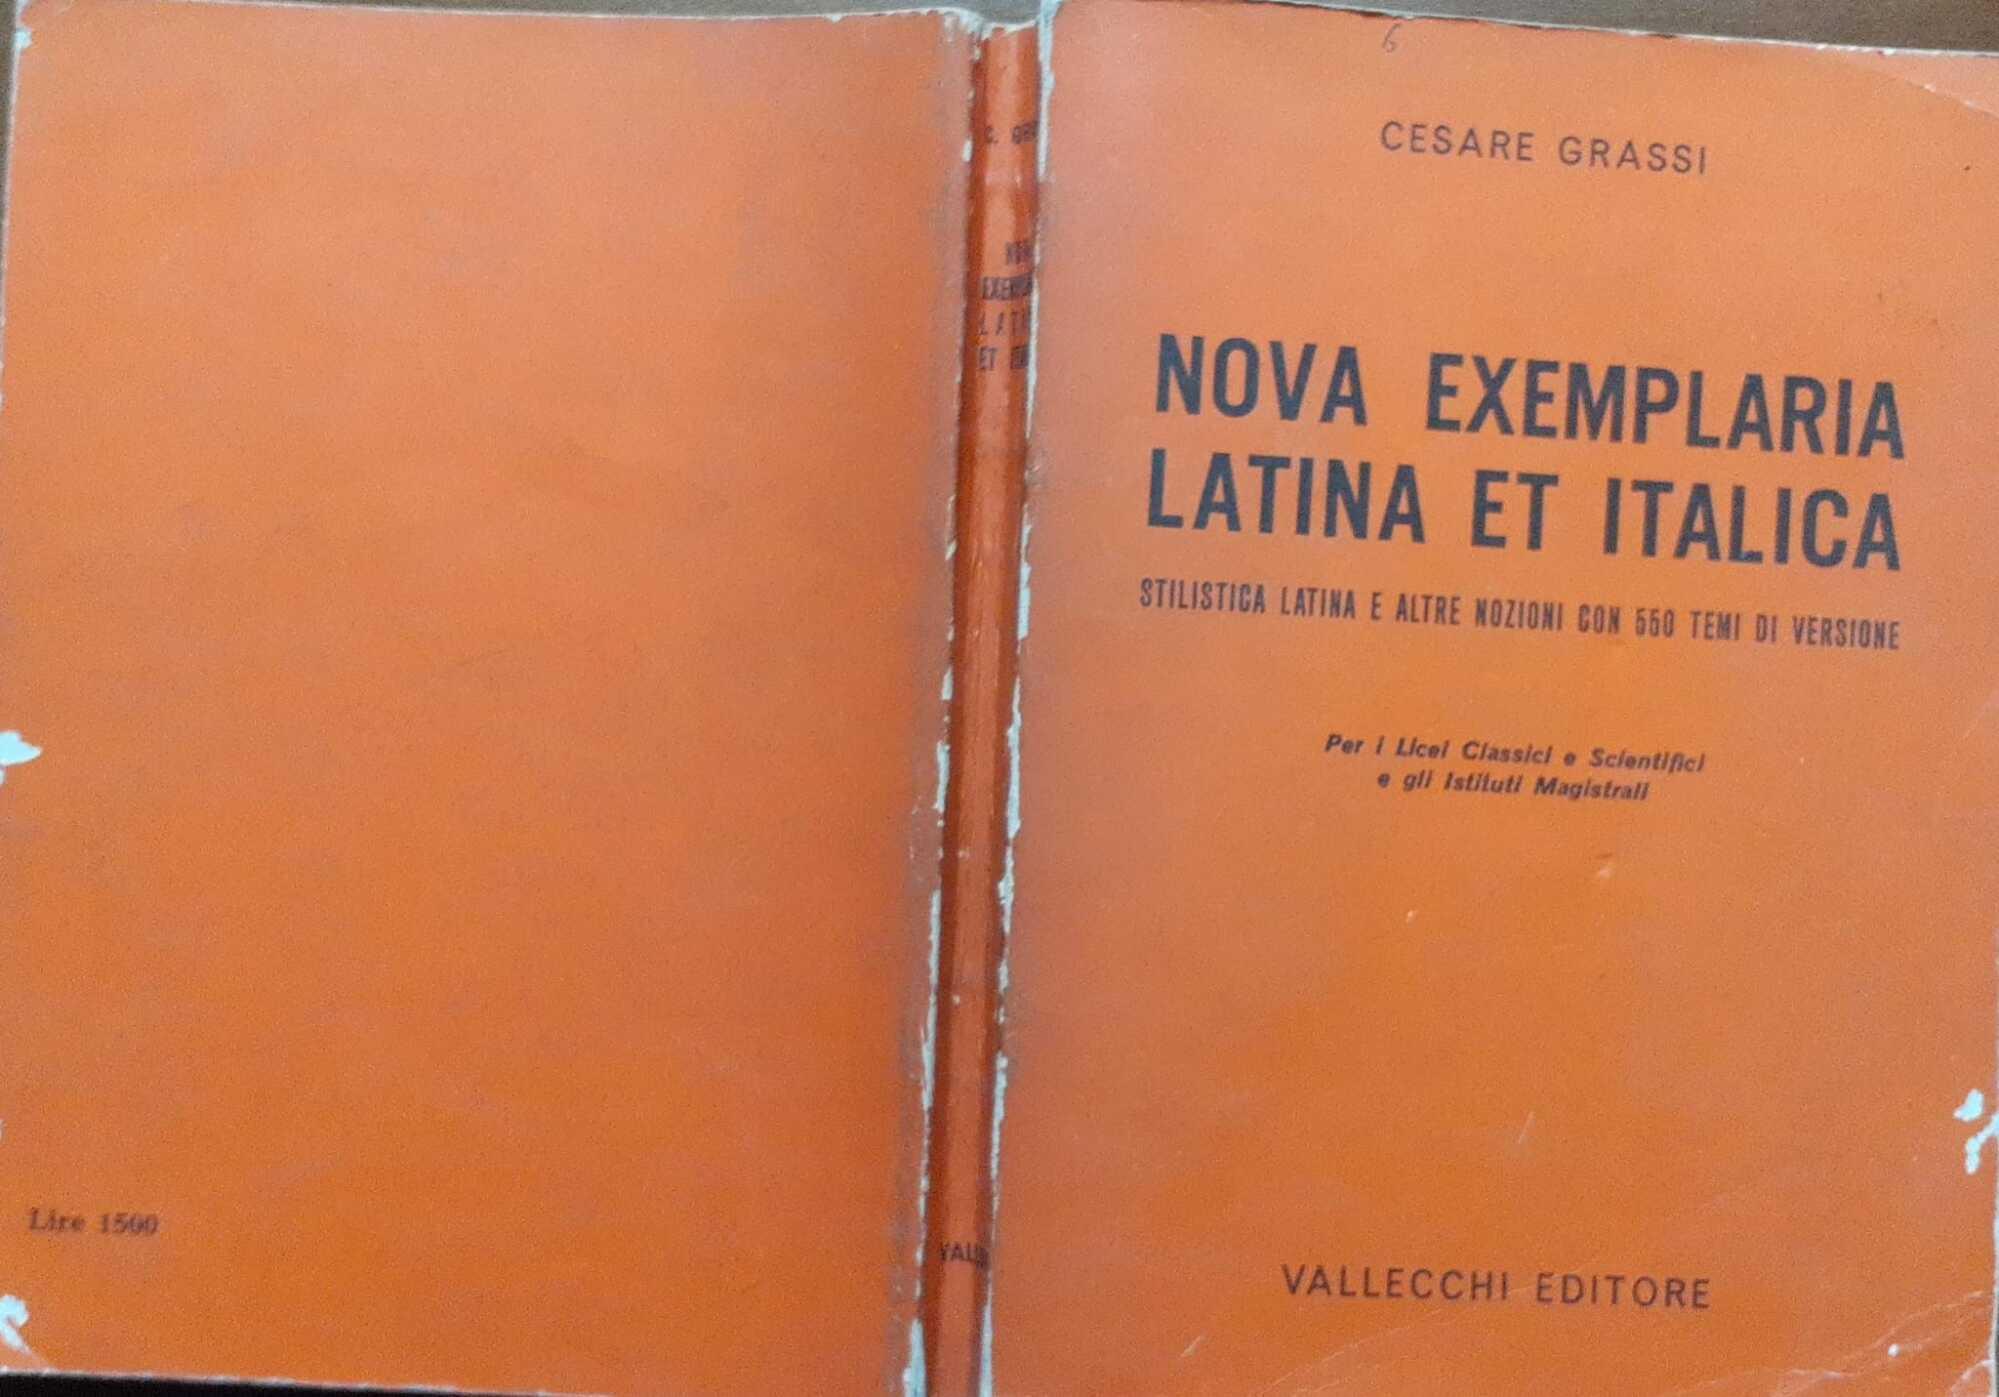 Lire 1500
C.
ET
6
CESARE GRASSI
NOVA EXEMPLARIA
LATINA ET ITALICA
STILISTICA LATINA E ALTRE NOZIONI CON 550 TEMI DI VERSIONE
Per i Licei Classici e Scientifici
e gli Istituti Magistrali
VALLECCHI EDITORE